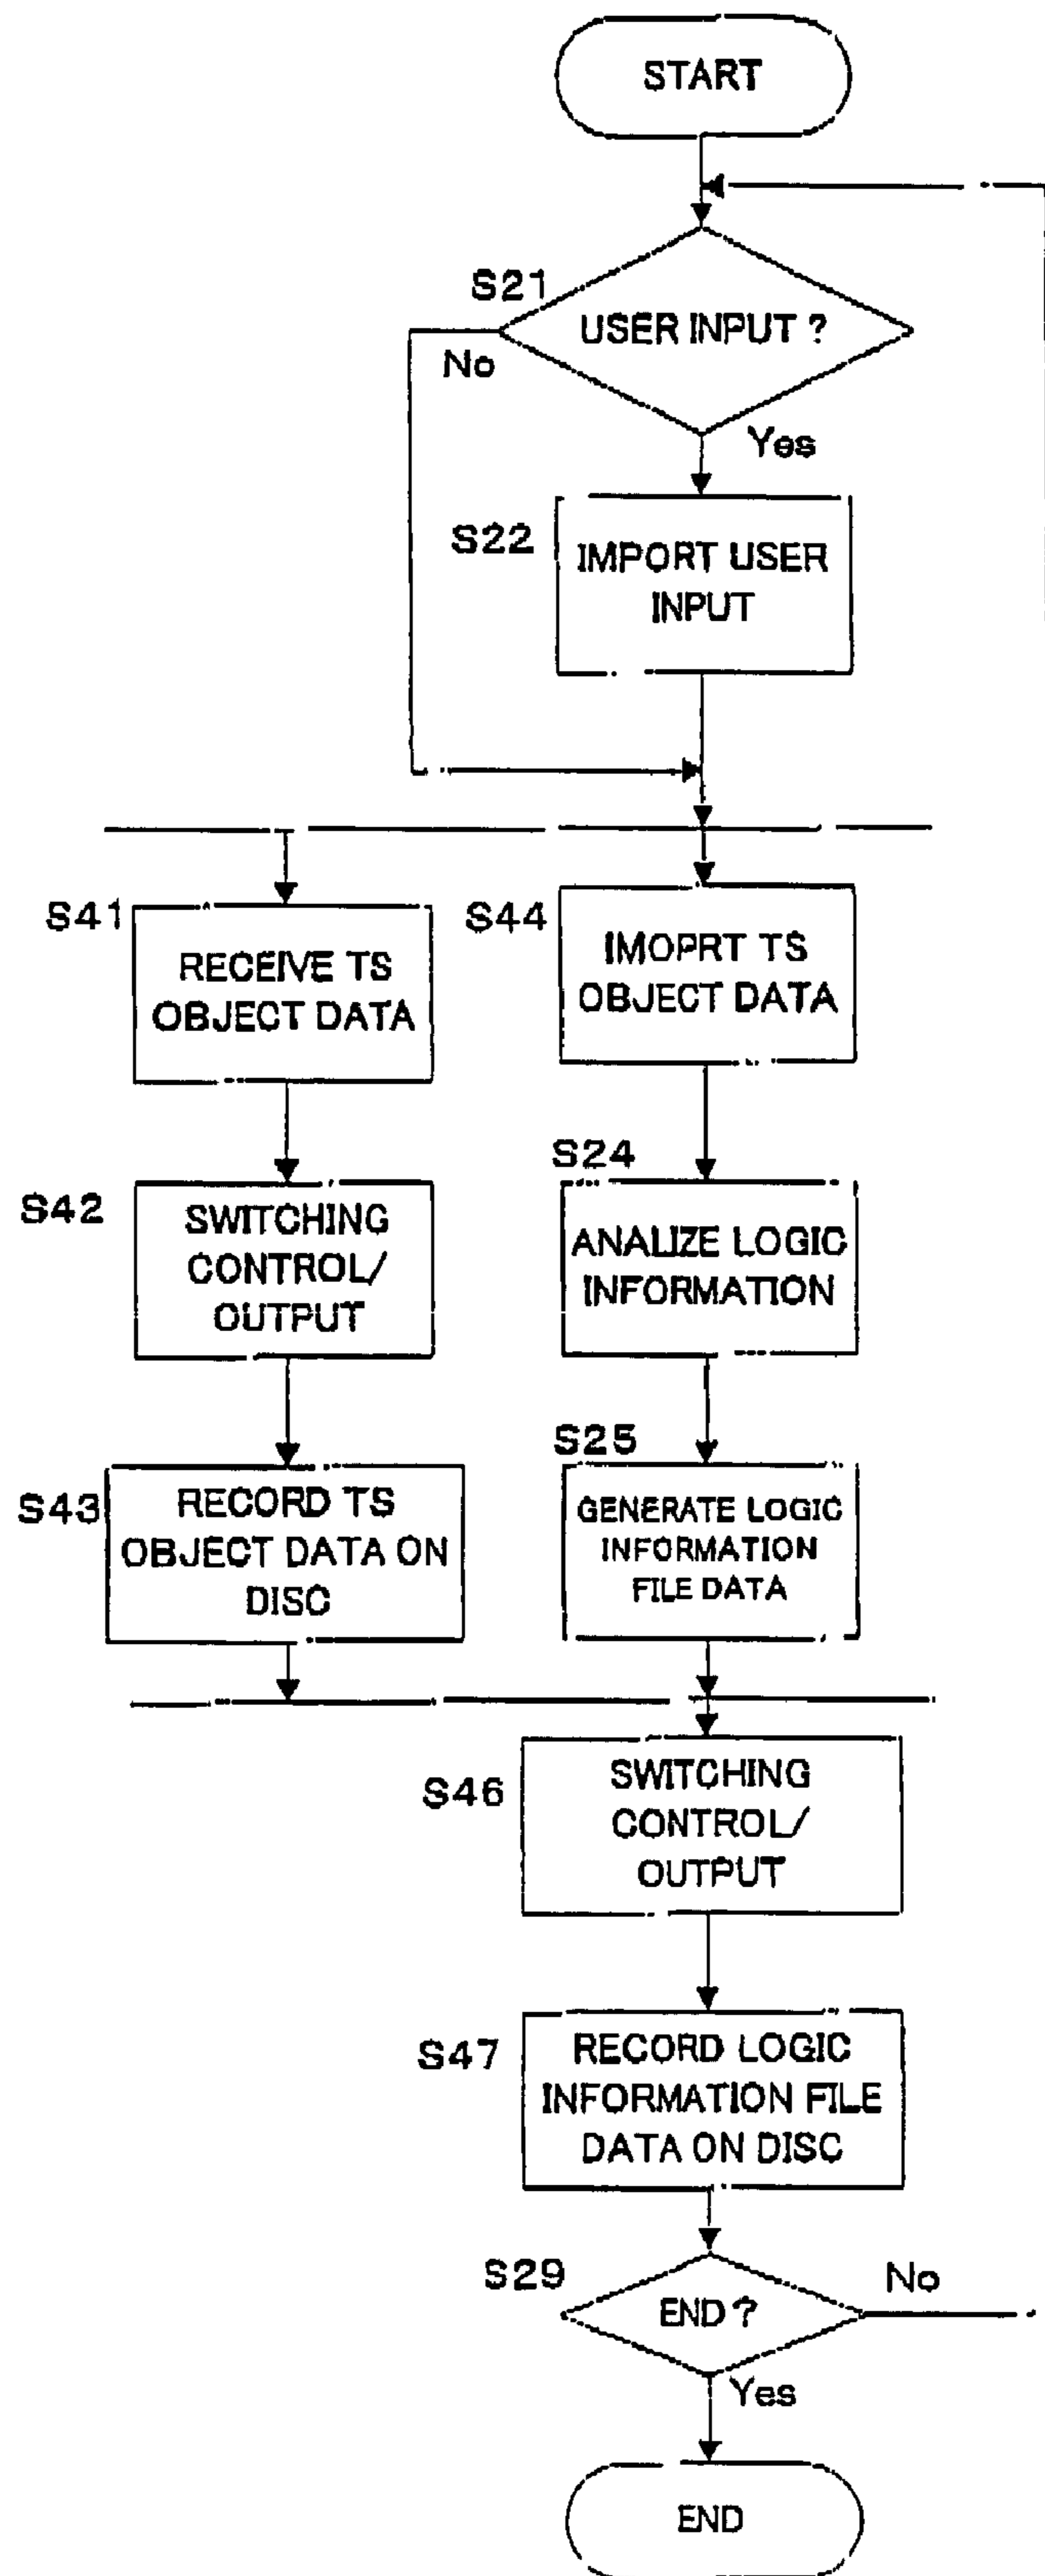 START
S21
USER INPUT ?
No
Yes
S22
IMPORT USER
INPUT
S41
RECEIVE TS
OBJECT DATA
S44
IMOPRT TS
OBJECT DATA
S42
SWITCHING
CONTROL/
OUTPUT
S24
ANALIZE LOGIC
INFORMATION
S43
RECORD TS
OBJECT DATA ON
DISC
S25
GENERATE LOGIC
INFORMATION
FILE DATA
S46
SWITCHING
CONTROL/
OUTPUT
S47
RECORD LOGIC
INFORMATION FILE
DATA ON DISC
S29
END ?
No
Yes
END